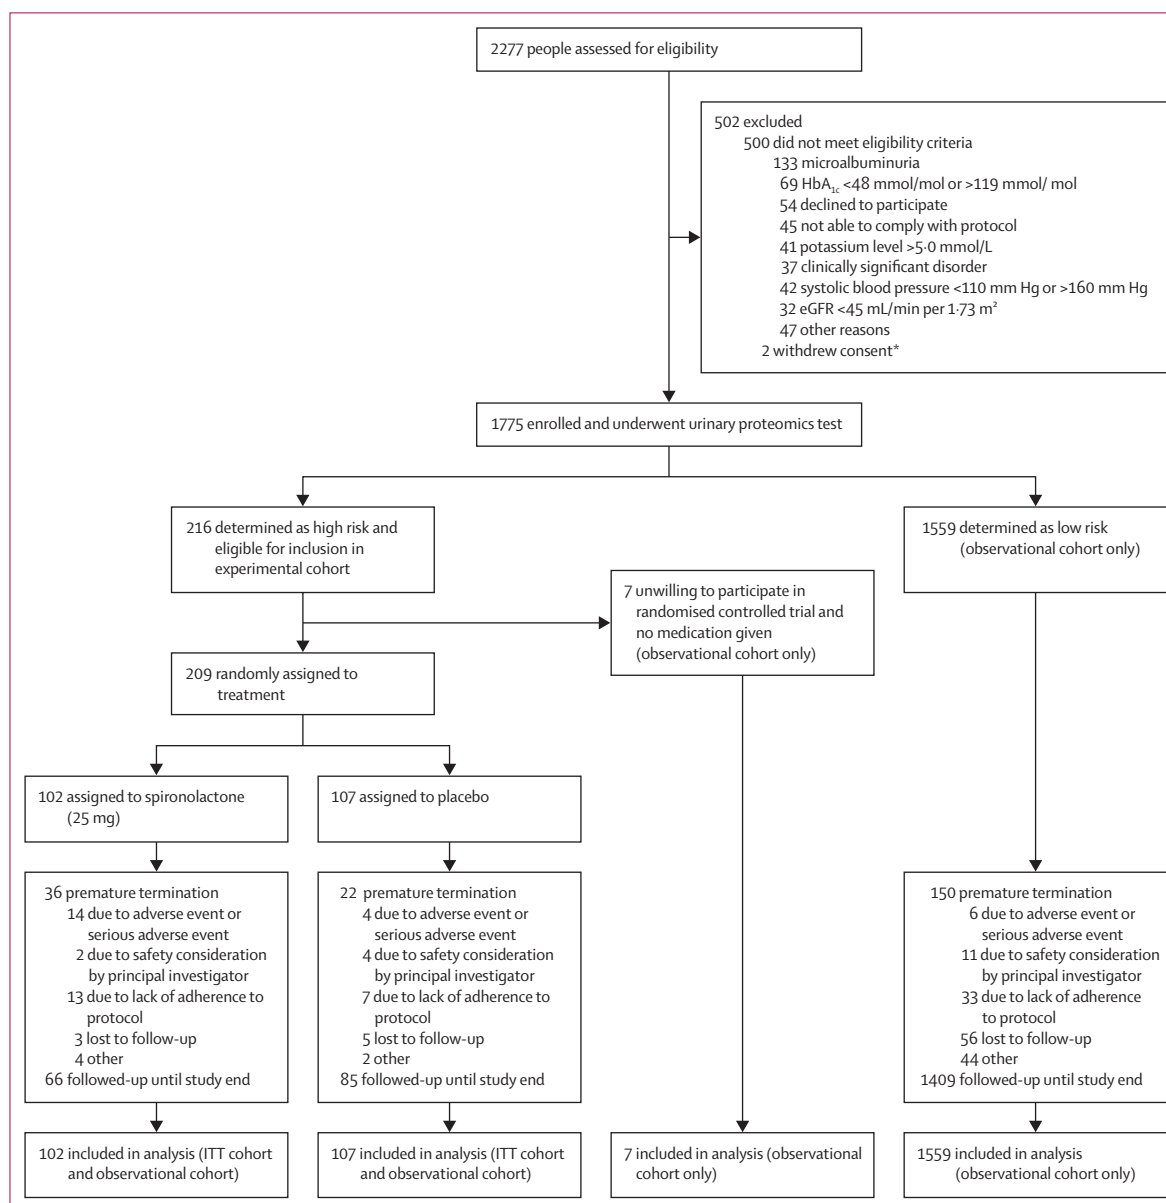 2277 people assessed for eligibility
502 excluded
500 did not meet eligibility criteria
133 microalbuminuria
69 HbA1c <48 mmol/mol or >119 mmol/ mol
54 declined to participate
45 not able to comply with protocol
41 potassium level >5·0 mmol/L
37 clinically significant disorder
42 systolic blood pressure <110 mm Hg or >160 mm Hg
32 eGFR <45 mL/min per 1·73 m²
47 other reasons
2 withdrew consent*
1775 enrolled and underwent urinary proteomics test
216 determined as high risk and
eligible for inclusion in
experimental cohort
1559 determined as low risk
(observational cohort only)
7 unwilling to participate in
randomised controlled trial and
no medication given
(observational cohort only)
209 randomly assigned to
treatment
102 assigned to spironolactone
(25 mg)
107 assigned to placebo
36 premature termination
14 due to adverse event or
serious adverse event
2 due to safety consideration
by principal investigator
13 due to lack of adherence to
protocol
3 lost to follow-up
4 other
66 followed-up until study end
22 premature termination
4 due to adverse event or
serious adverse event
4 due to safety consideration
by principal investigator
7 due to lack of adherence to
protocol
5 lost to follow-up
2 other
85 followed-up until study end
150 premature termination
6 due to adverse event or
serious adverse event
11 due to safety consideration
by principal investigator
33 due to lack of adherence
to protocol
56 lost to follow-up
44 other
1409 followed-up until study end
102 included in analysis (ITT cohort
and observational cohort)
107 included in analysis (ITT cohort
and observational cohort)
7 included in analysis (observational
cohort only)
1559 included in analysis
(observational cohort only)